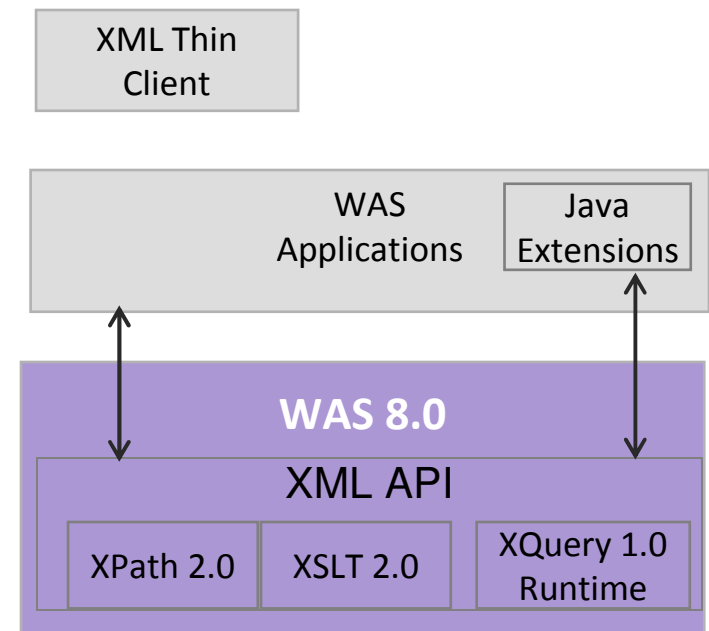 XML Thin
Client
WAS
Applications
Java
Extensions
WAS 8.0
XML API
XPath 2.0
XSLT 2.0
XQuery 1.0
Runtime